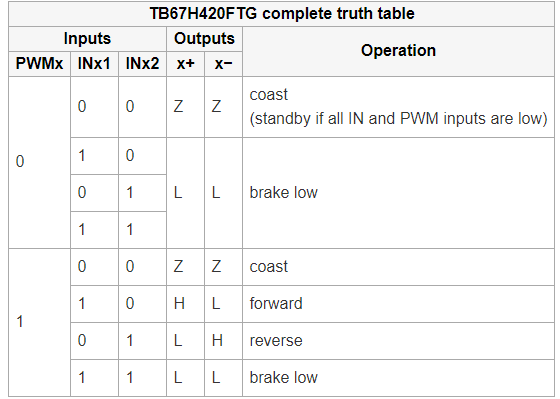 TB67H420FTG complete truth table
Inputs Outputs Operation
PWMx INx1 INx2 x+ x−
0 0 0 Z Z coast
(standby if all IN and PWM inputs are low)
1 0 L L brake low
0 1
1 1
1 0 0 Z Z coast
1 0 H L forward
0 1 L H reverse
1 1 L L brake low